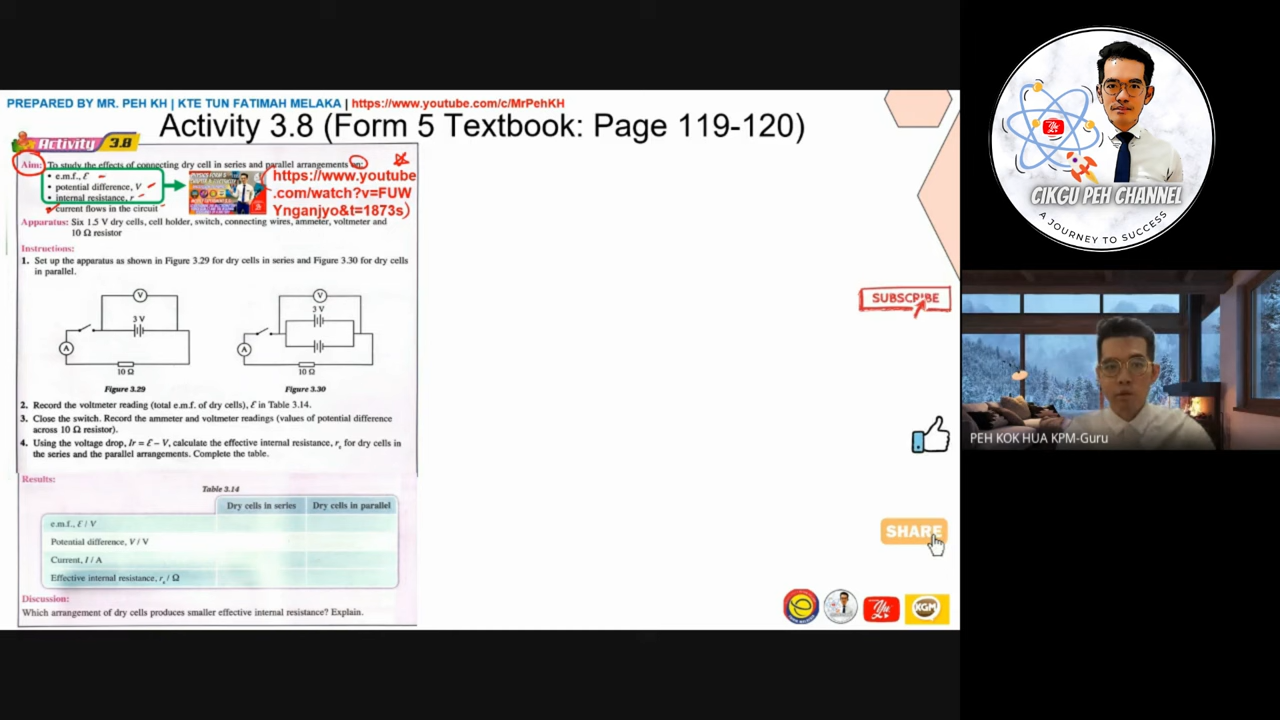 PREPARED BY MR. PEH KH | KTE TUN FATIMAH MELAKA | https://www.youtube.com/c/MrPehKH
Activity 3.8 (Form 5 Textbook: Page 119-120)
Activity 3.8
Aim: To study the effects of connecting dry cell in series and parallel arrangements on:
• e.m.f., Ɛ
• potential difference, V
• internal resistance, r
• current flows in the circuit
https://www.youtube
.com/watch?v=FUW
Ynganjyo&t=1873s)
Apparatus: Six 1.5 V dry cells, cell holder, switch, connecting wires, ammeter, voltmeter and
10 Ω resistor
Instructions:
1. Set up the apparatus as shown in Figure 3.29 for dry cells in series and Figure 3.30 for dry cells
in parallel.
V
3 V
A
10 Ω
Figure 3.29
V
3 V
A
10 Ω
Figure 3.30
2. Record the voltmeter reading (total e.m.f. of dry cells), Ɛ in Table 3.14.
3. Close the switch. Record the ammeter and voltmeter readings (values of potential difference
across 10 Ω resistor).
4. Using the voltage drop, Ir = Ɛ – V, calculate the effective internal resistance, r for dry cells in
the series and the parallel arrangements. Complete the table.
Results:
Table 3.14
Dry cells in series Dry cells in parallel
e.m.f., Ɛ / V
Potential difference, V / V
Current, I / A
Effective internal resistance, r / Ω
Discussion:
Which arrangement of dry cells produces smaller effective internal resistance? Explain.
SUBSCRIBE
SHARE
KGM
CIKGU PEH CHANNEL
A JOURNEY TO SUCCESS
PEH KOK HUA KPM-Guru